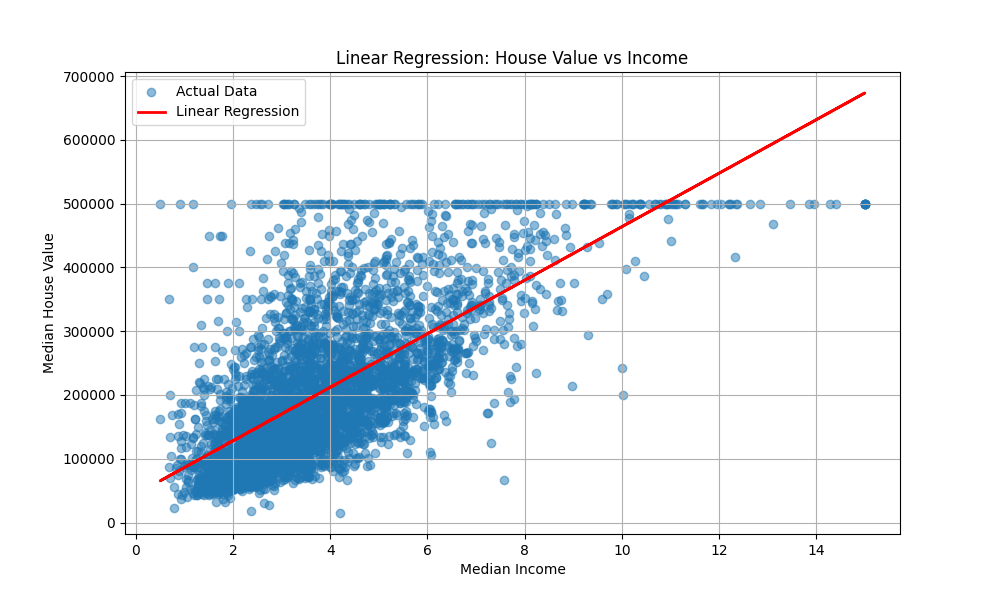 Linear Regression: House Value vs Income
700000
600000
500000
400000
300000
200000
100000
0
Median House Value
Actual Data
Linear Regression
0 2 4 6 8 10 12 14
Median Income